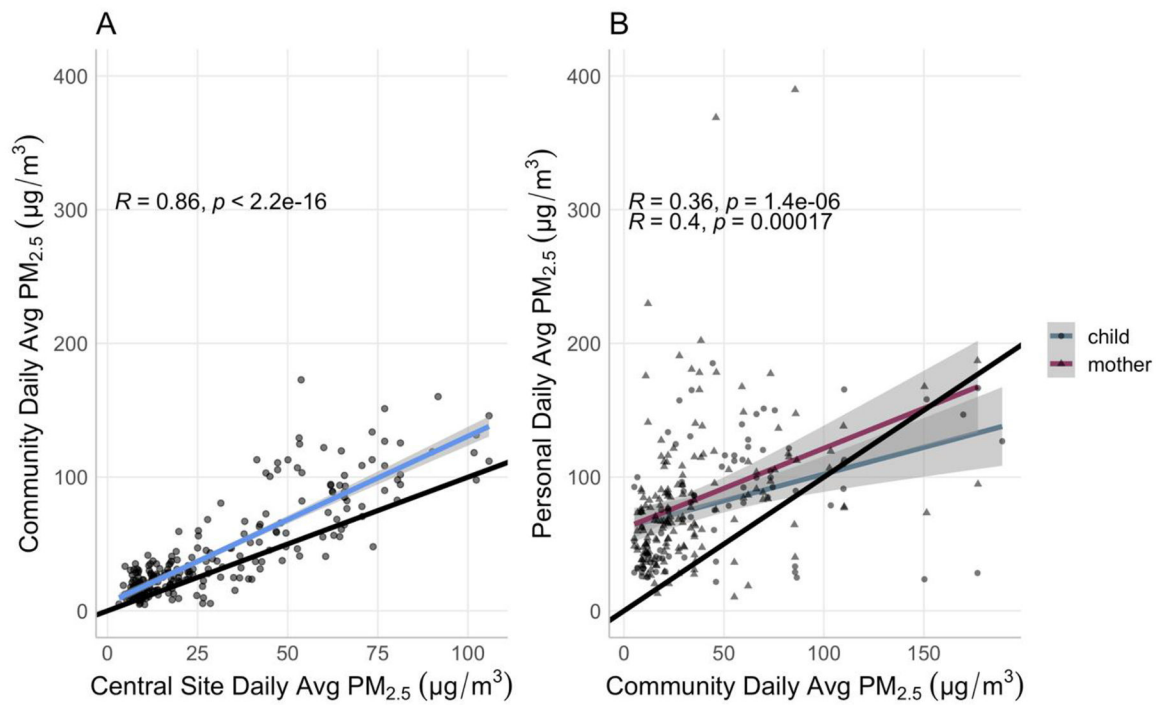 A
400
300
200
100
0
Community Daily Avg PM2.5 (µg/m³)
R = 0.86, p < 2.2e-16
0 25 50 75 100
Central Site Daily Avg PM2.5 (µg/m³)
B
400
300
200
100
0
Personal Daily Avg PM2.5 (µg/m³)
R = 0.36, p = 1.4e-06
R = 0.4, p = 0.00017
0 50 100 150
Community Daily Avg PM2.5 (µg/m³)
child
mother